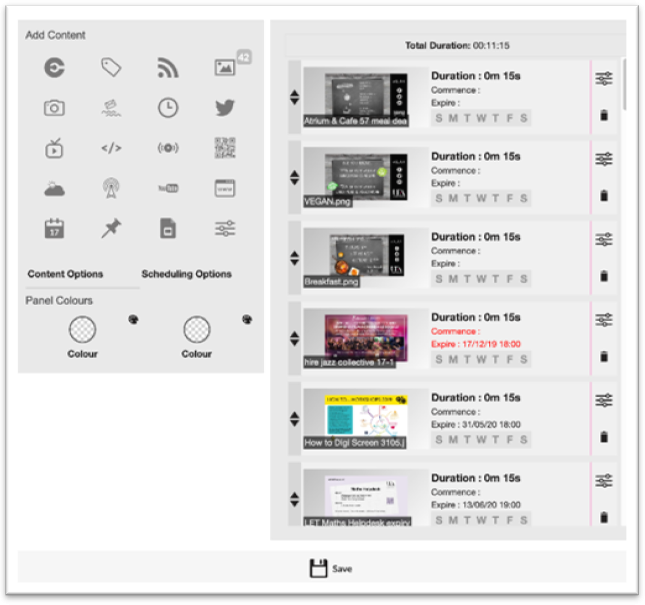 Add Content
42
You Tube
17
Content Options
Scheduling Options
Panel Colours
Colour
Colour
Total Duration: 00:11:15
Duration : 0m 15s
Commence :
Expire :
S M T W T F S
Atrium & Cafe 57 meal dea
Duration : 0m 15s
Commence :
Expire :
S M T W T F S
VEGAN.png
Duration : 0m 15s
Commence :
Expire :
S M T W T F S
Breakfast.png
Duration : 0m 15s
Commence :
Expire : 17/12/19 18:00
S M T W T F S
hire jazz collective 17-1
Duration : 0m 15s
Commence :
Expire : 31/05/20 18:00
S M T W T F S
How to Digi Screen 3105.j
Duration : 0m 15s
Commence :
Expire : 13/06/20 19:00
S M T W T F S
Maths Helpdesk
LET Maths Helpdesk expiry
Save